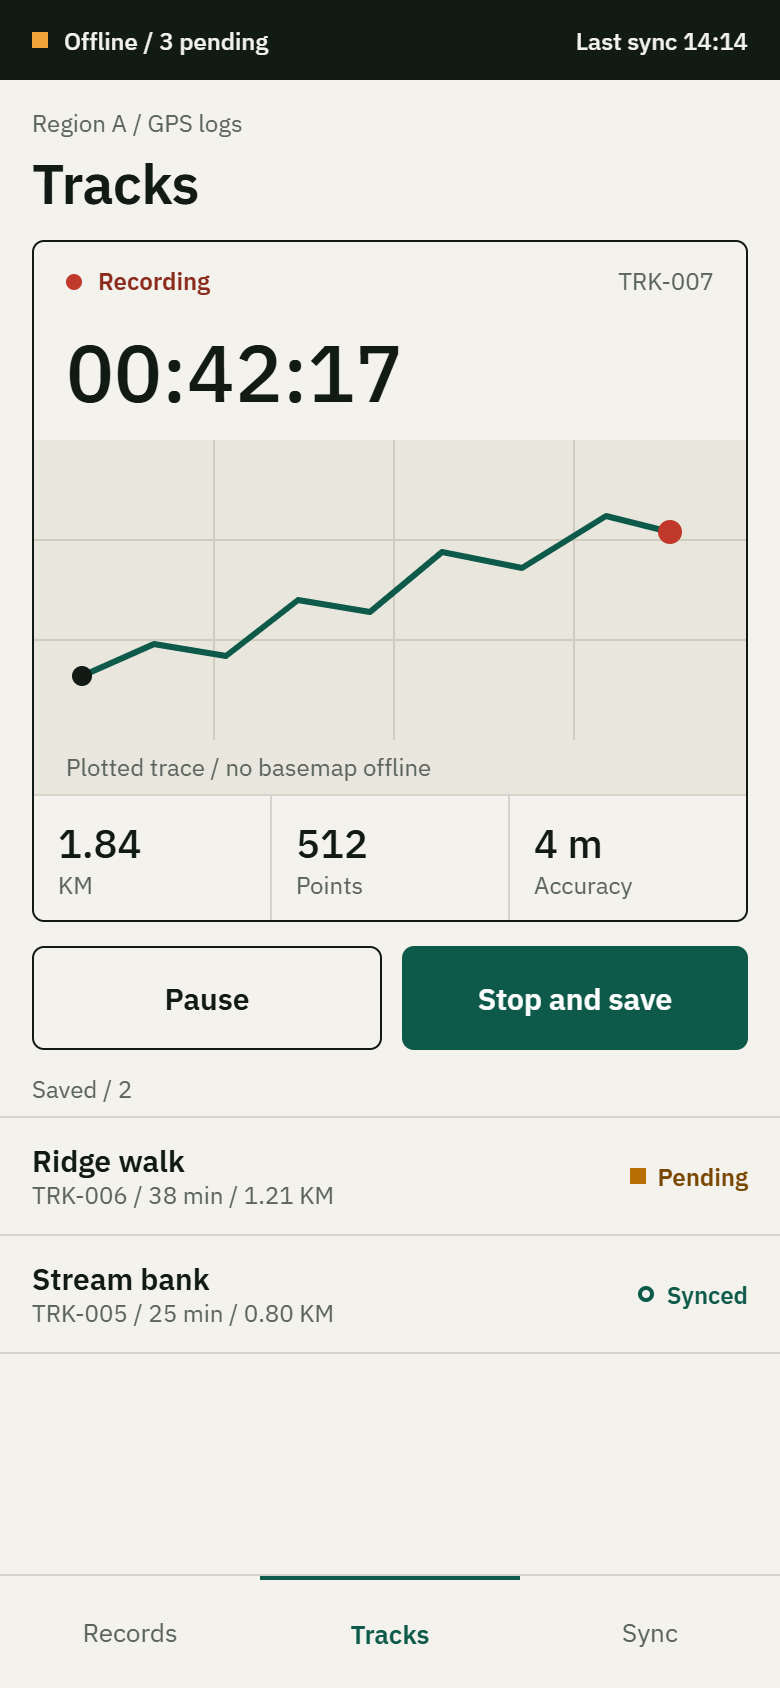 Offline / 3 pending
Last sync 14:14
Region A / GPS logs
Tracks
Recording
TRK-007
00:42:17
Plotted trace / no basemap offline
1.84
KM
512
Points
4 m
Accuracy
Pause
Stop and save
Saved / 2
Ridge walk
TRK-006 / 38 min / 1.21 KM
Pending
Stream bank
TRK-005 / 25 min / 0.80 KM
Synced
Records
Tracks
Sync